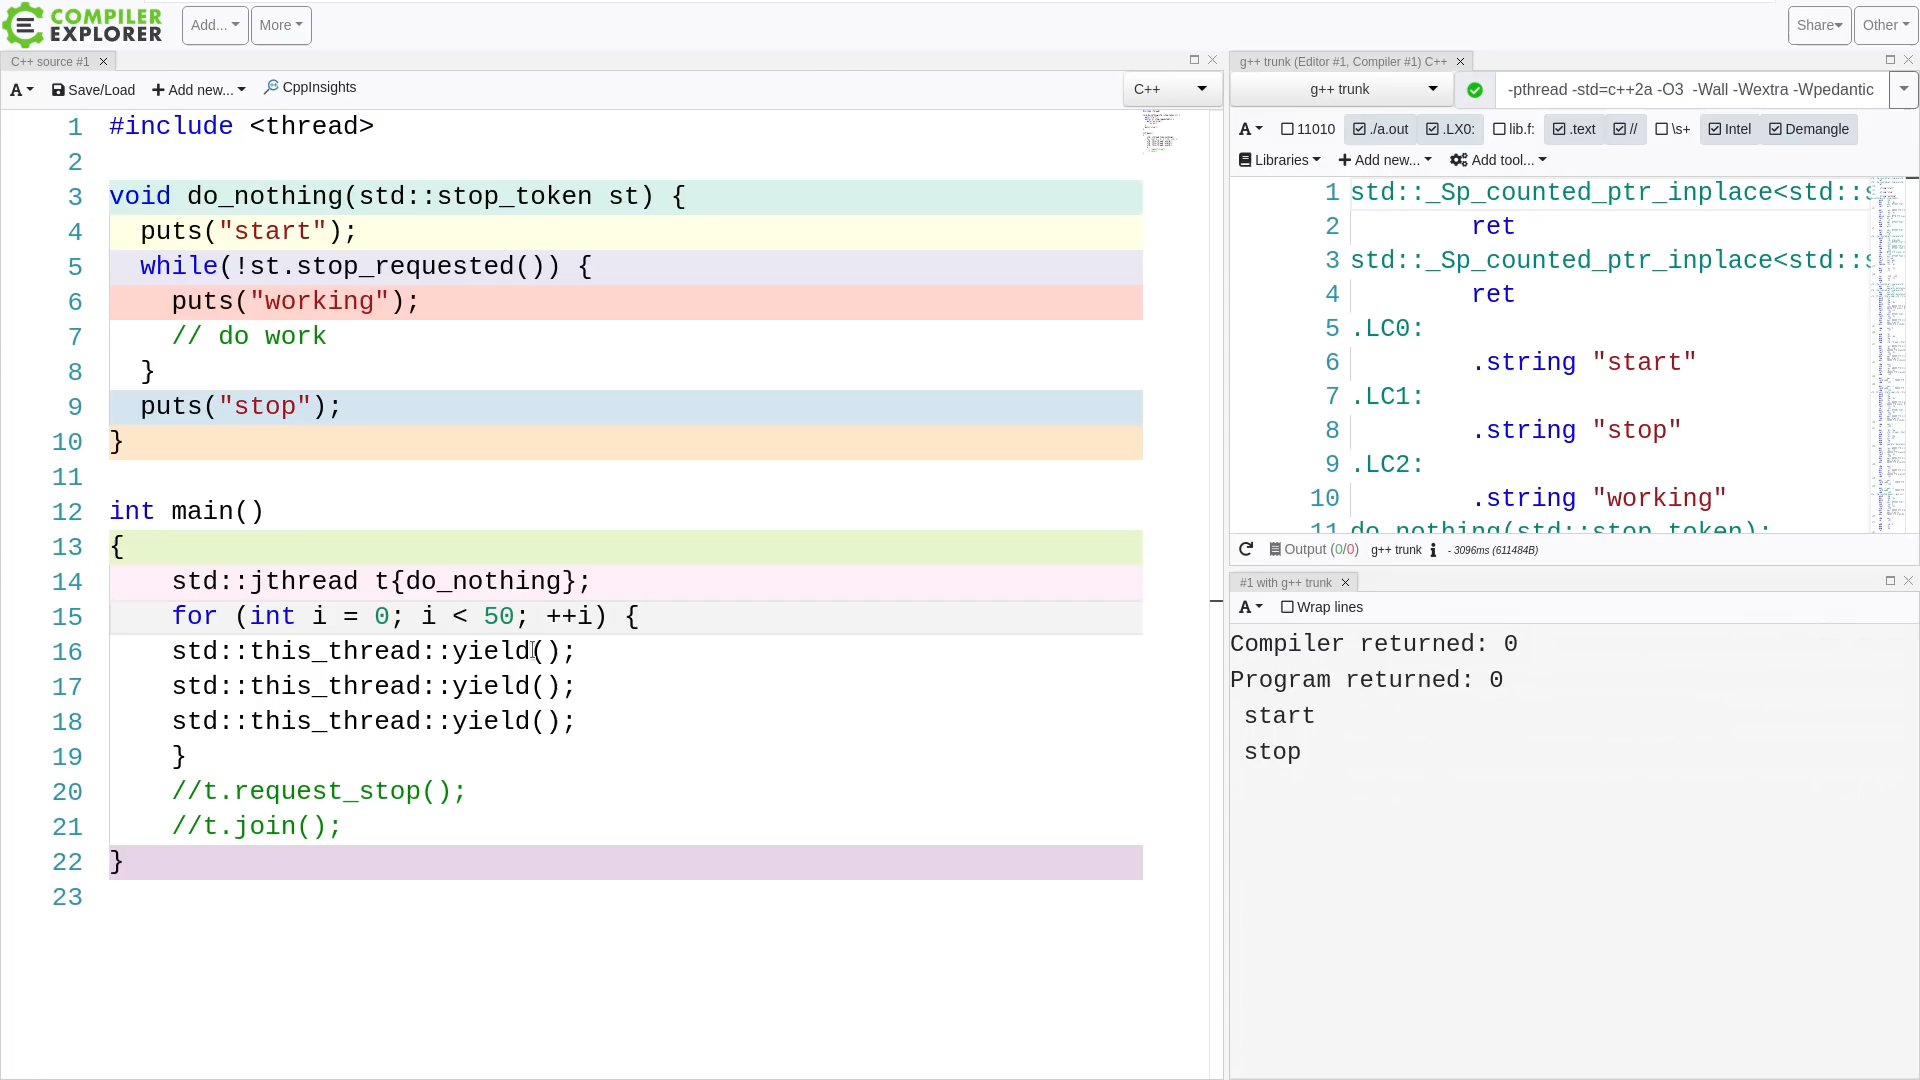 COMPILER
EXPLORER
Add...
More
Share
Other
C++ source #1
A
Save/Load
Add new...
CppInsights
C++
1 #include <thread>
2
3 void do_nothing(std::stop_token st) {
4 puts("start");
5 while(!st.stop_requested()) {
6 puts("working");
7 // do work
8 }
9 puts("stop");
10 }
11
12 int main()
13 {
14 std::jthread t{do_nothing};
15 for (int i = 0; i < 50; ++i) {
16 std::this_thread::yield();
17 std::this_thread::yield();
18 std::this_thread::yield();
19 }
20 //t.request_stop();
21 //t.join();
22 }
23
g++ trunk (Editor #1, Compiler #1) C++
g++ trunk
-pthread -std=c++2a -O3 -Wall -Wextra -Wpedantic
A
11010
./a.out
.LX0:
lib.f:
.text
//
\s+
Intel
Demangle
Libraries
Add new...
Add tool...
1 std::_Sp_counted_ptr_inplace<std::s
2 ret
3 std::_Sp_counted_ptr_inplace<std::s
4 ret
5 .LC0:
6 .string "start"
7 .LC1:
8 .string "stop"
9 .LC2:
10 .string "working"
11 do_nothing(std::stop_token):
Output (0/0) g++ trunk i - 3096ms (611484B)
#1 with g++ trunk
A
Wrap lines
Compiler returned: 0
Program returned: 0
start
stop